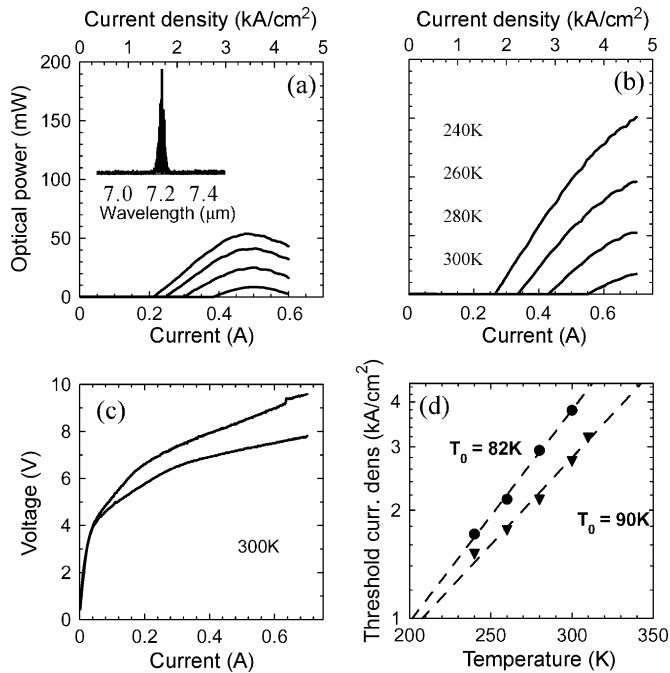 Current density (kA/cm²)
0 1 2 3 4 5
Current density (kA/cm²)
0 1 2 3 4 5
Optical power (mW)
200
150
100
50
0
(a)
7.0 7.2 7.4
Wavelength (μm)
0 0.2 0.4 0.6
Current (A)
(b)
240K
260K
280K
300K
0 0.2 0.4 0.6
Current (A)
Voltage (V)
10
8
6
4
2
0
(c)
300K
0 0.2 0.4 0.6
Current (A)
Threshold curr. dens (kA/cm²)
4
3
2
1
(d)
T₀ = 82K
T₀ = 90K
200 250 300 350
Temperature (K)